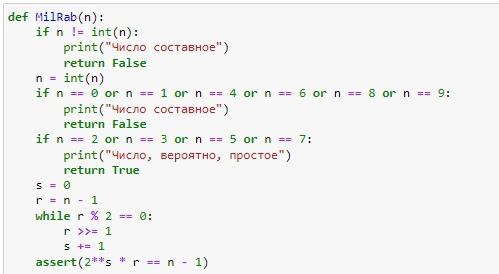 def MilRab(n):
    if n != int(n):
        print("Число составное")
        return False
    n = int(n)
    if n == 0 or n == 1 or n == 4 or n == 6 or n == 8 or n == 9:
        print("Число составное")
        return False
    if n == 2 or n == 3 or n == 5 or n == 7:
        print("Число, вероятно, простое")
        return True
    s = 0
    r = n - 1
    while r % 2 == 0:
        r >>= 1
        s += 1
    assert(2**s * r == n - 1)